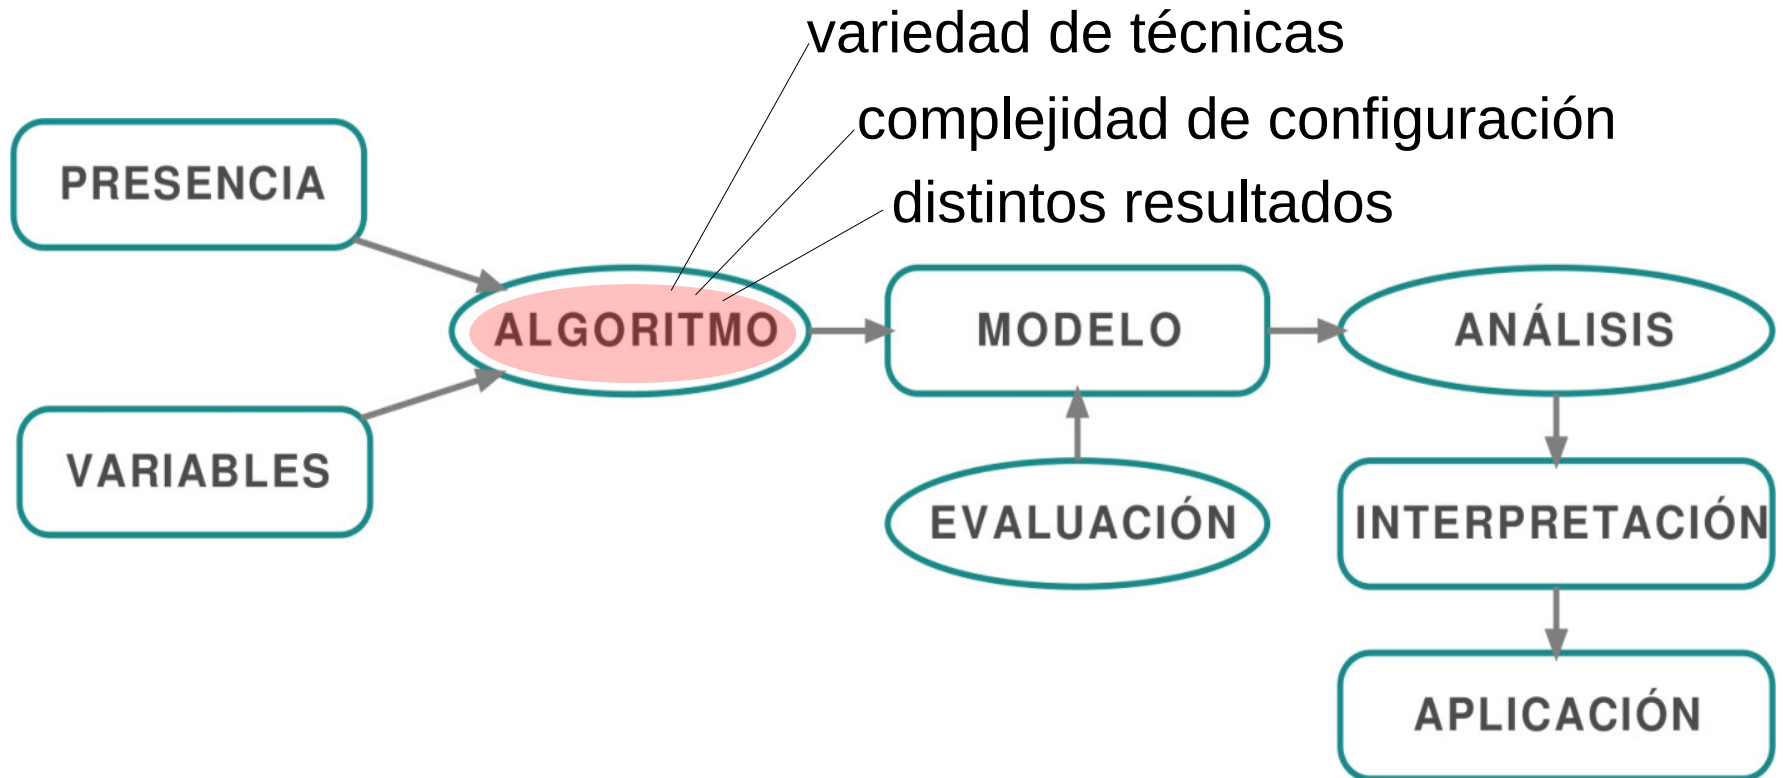 variedad de técnicas
complejidad de configuración
distintos resultados
PRESENCIA
ALGORITMO
MODELO
ANÁLISIS
VARIABLES
EVALUACIÓN
INTERPRETACIÓN
APLICACIÓN